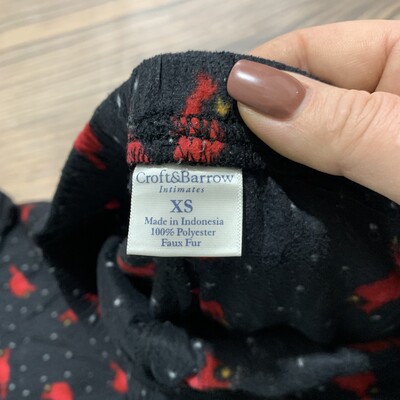 Croft&Barrow
Intimates
XS
Made in Indonesia
100% Polyester
Faux Fur